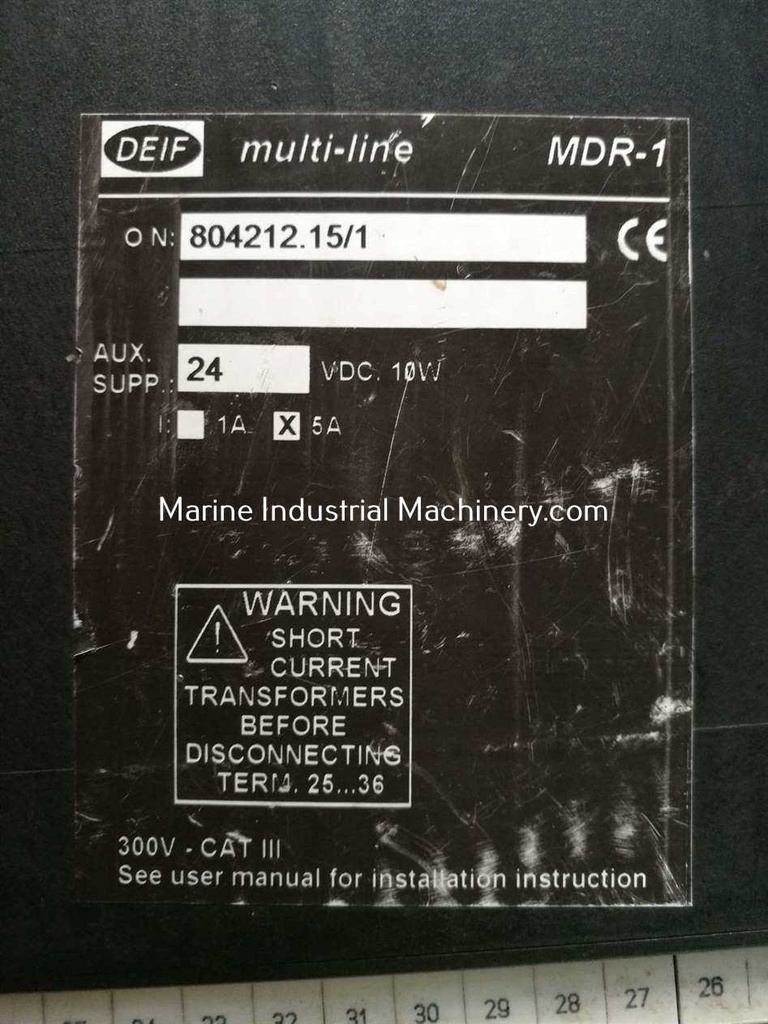 DEIF multi-line MDR-1
O N: 804212.15/1 CE
AUX. SUPP.: 24 VDC. 10W
I: 1A X 5A
Marine Industrial Machinery.com
WARNING
SHORT
CURRENT
TRANSFORMERS
BEFORE
DISCONNECTING
TERM. 25...36
300V - CAT III
See user manual for installation instruction
32 31 30 29 28 27 26